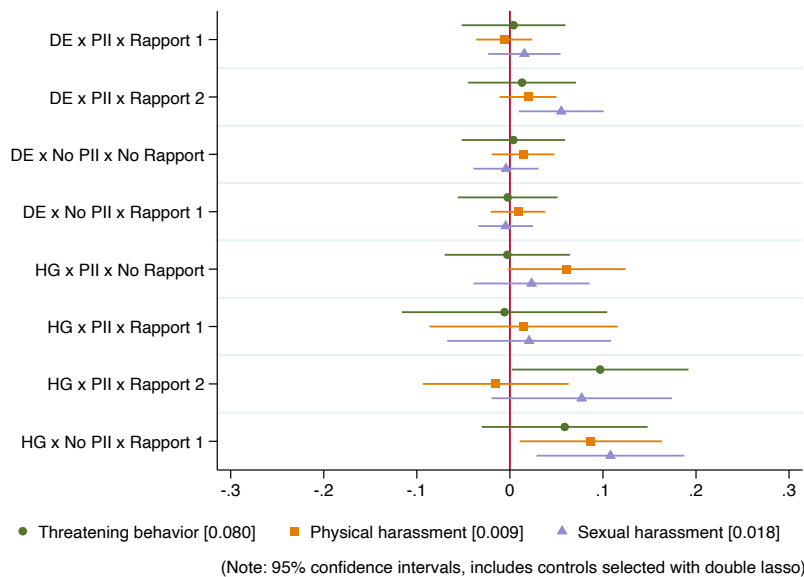 DE x PII x Rapport 1
DE x PII x Rapport 2
DE x No PII x No Rapport
DE x No PII x Rapport 1
HG x PII x No Rapport
HG x PII x Rapport 1
HG x PII x Rapport 2
HG x No PII x Rapport 1
-.3 -.2 -.1 0 .1 .2 .3
Threatening behavior [0.080] Physical harassment [0.009] Sexual harassment [0.018]
(Note: 95% confidence intervals, includes controls selected with double lasso)